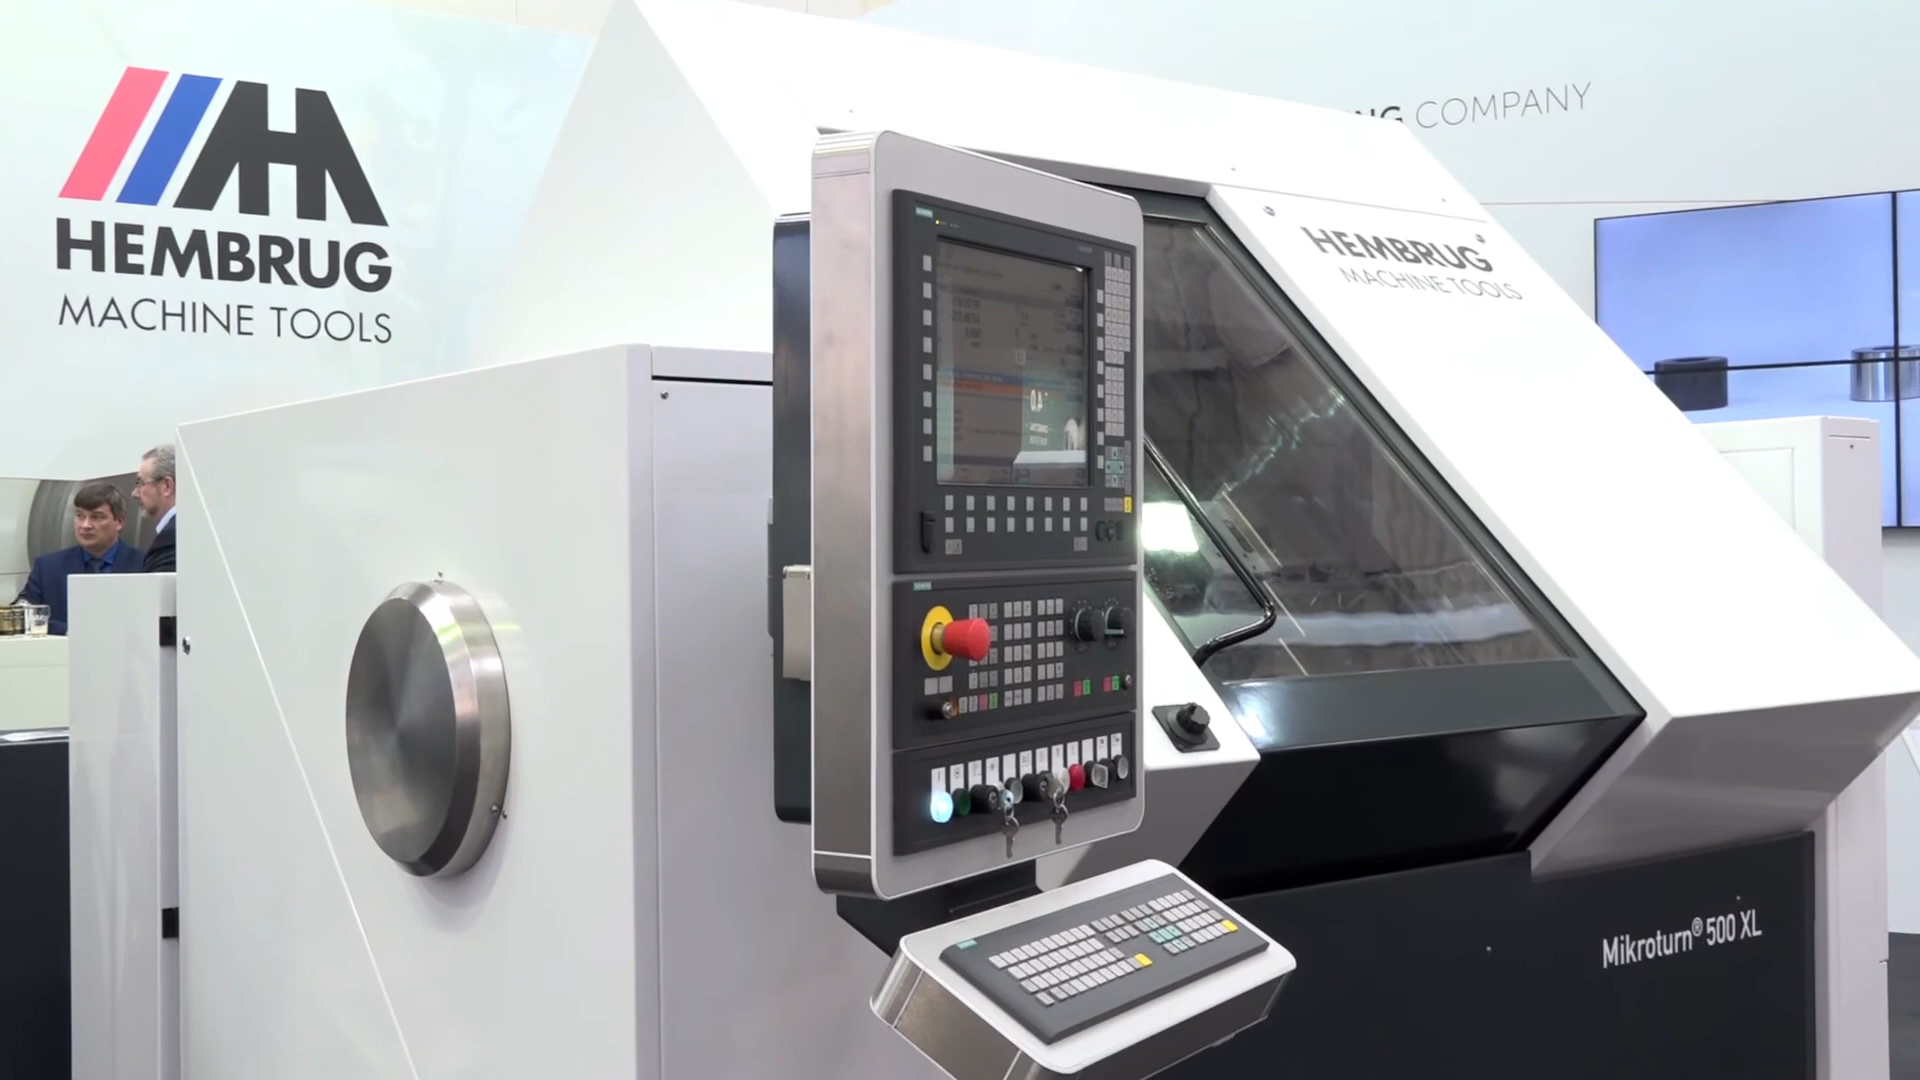 HEMBRUG
MACHINE TOOLS
COMPANY
HEMBRUG
MACHINE TOOLS
Mikroturn® 500 XL